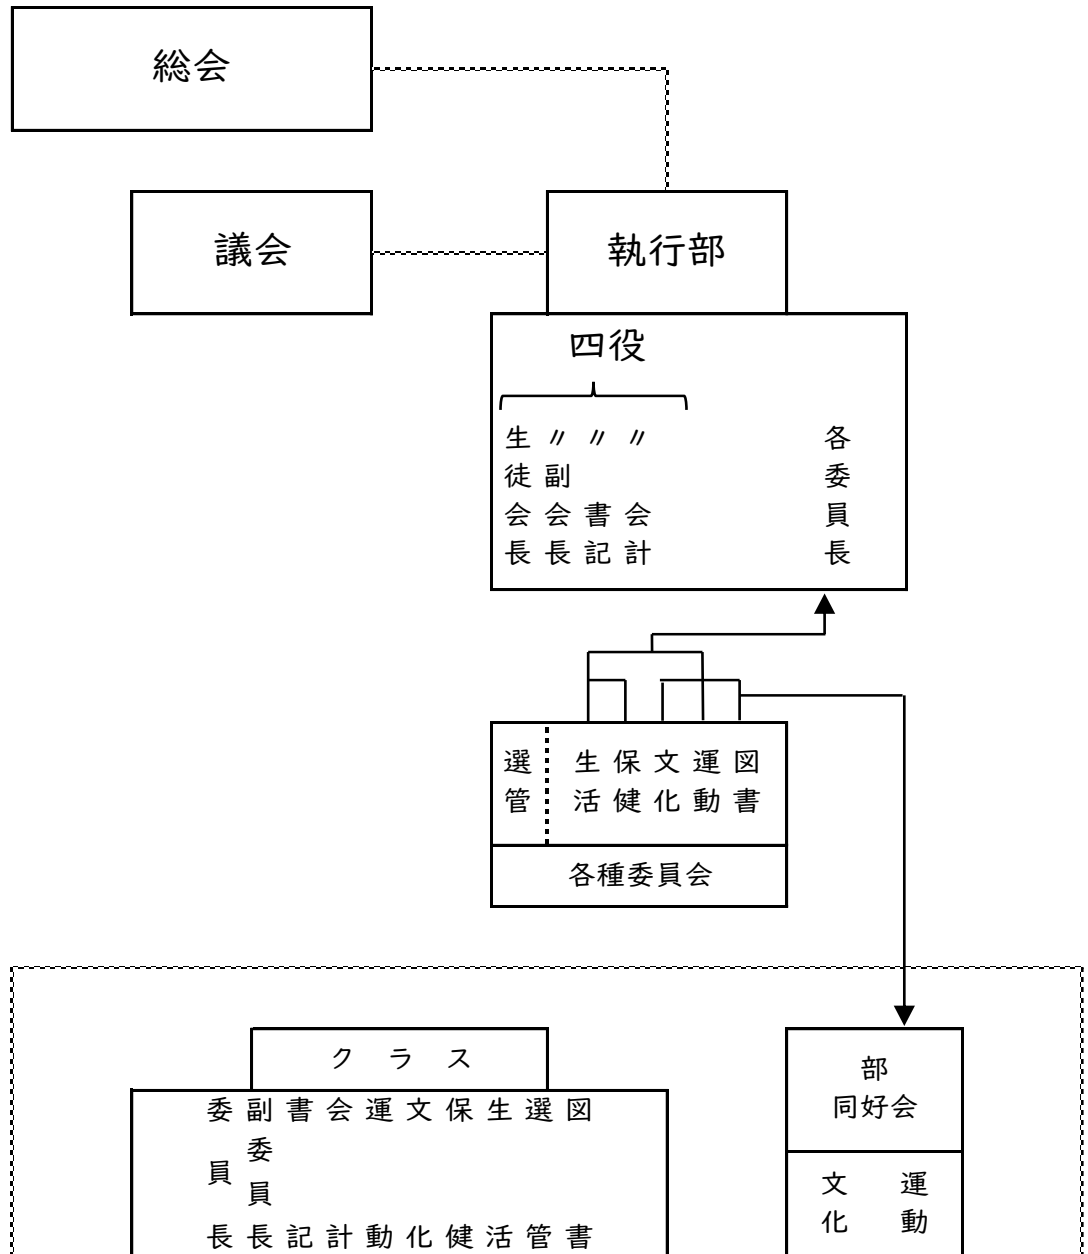 総会
議会
執行部
四役
生徒会長
〃副会長
〃書記
〃会計
各委員長
選管
生活
保健
文化
運動
図書
各種委員会
クラス
委員長
副委員長
書記
会計
運動
文化
保健
生活
選管
図書
部
同好会
文化
運動